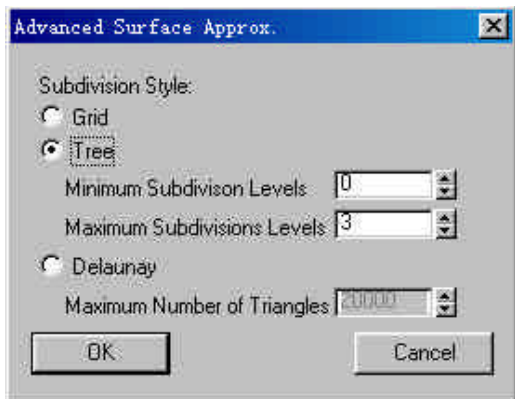 Advanced Surface Approx.
Subdivision Style:
Grid
Tree
Minimum Subdivison Levels 0
Maximum Subdivisions Levels 3
Delaunay
Maximum Number of Triangles 20000
OK Cancel